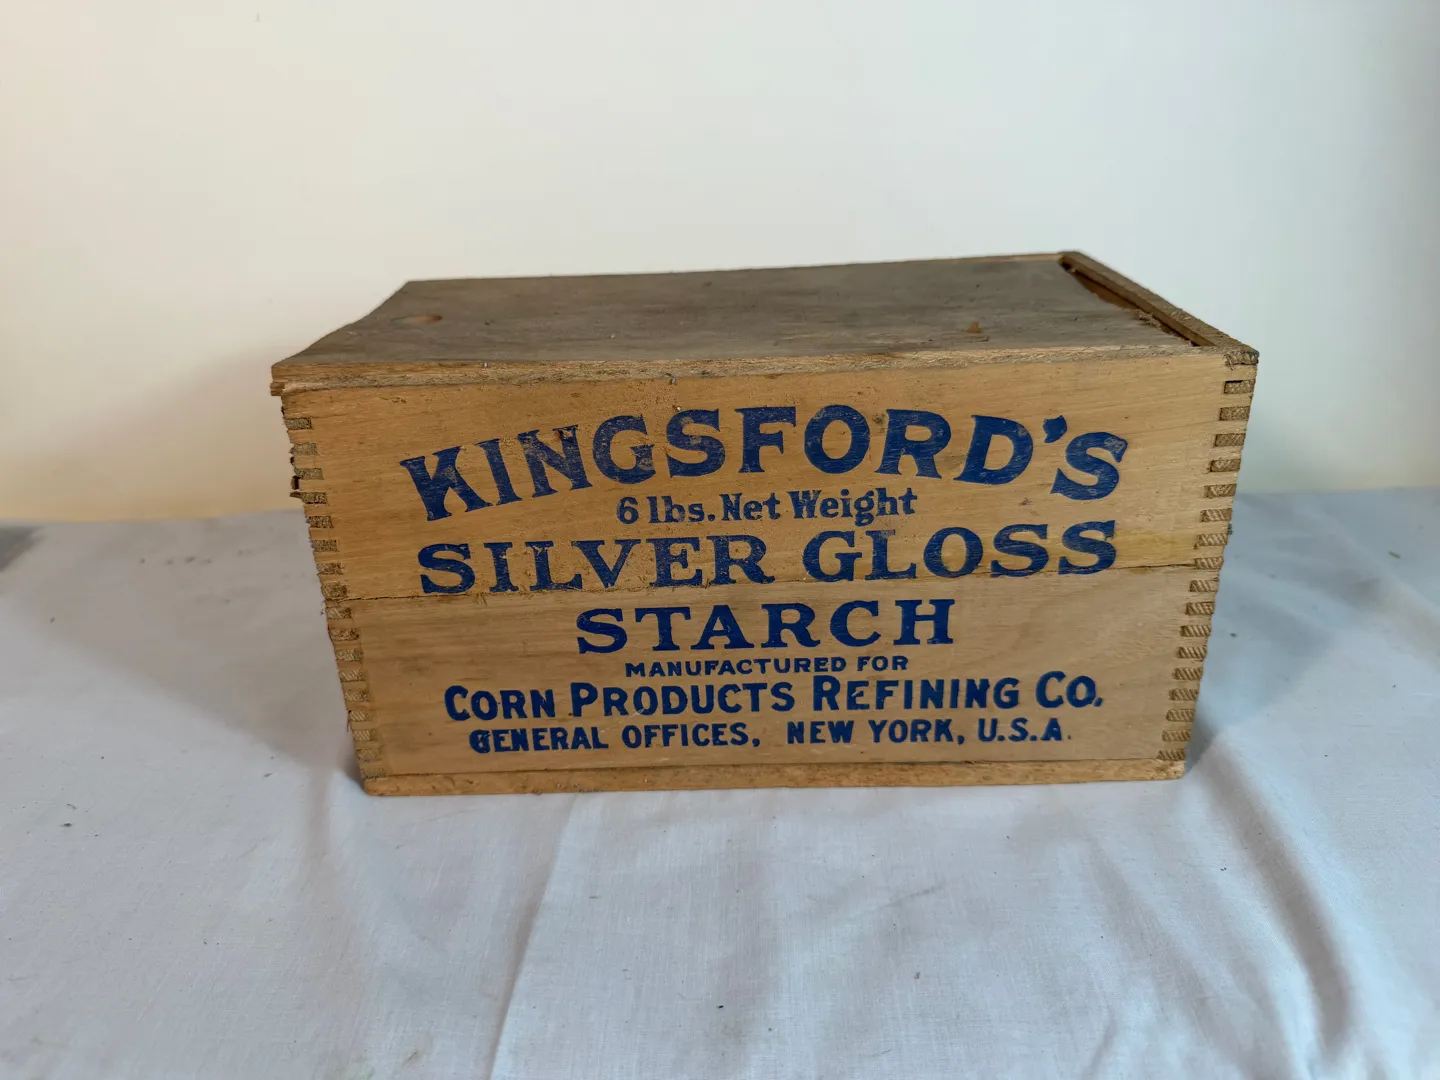 KINGSFORD'S
6 lbs. Net Weight
SILVER GLOSS
STARCH
MANUFACTURED FOR
CORN PRODUCTS REFINING CO.
GENERAL OFFICES, NEW YORK, U.S.A.